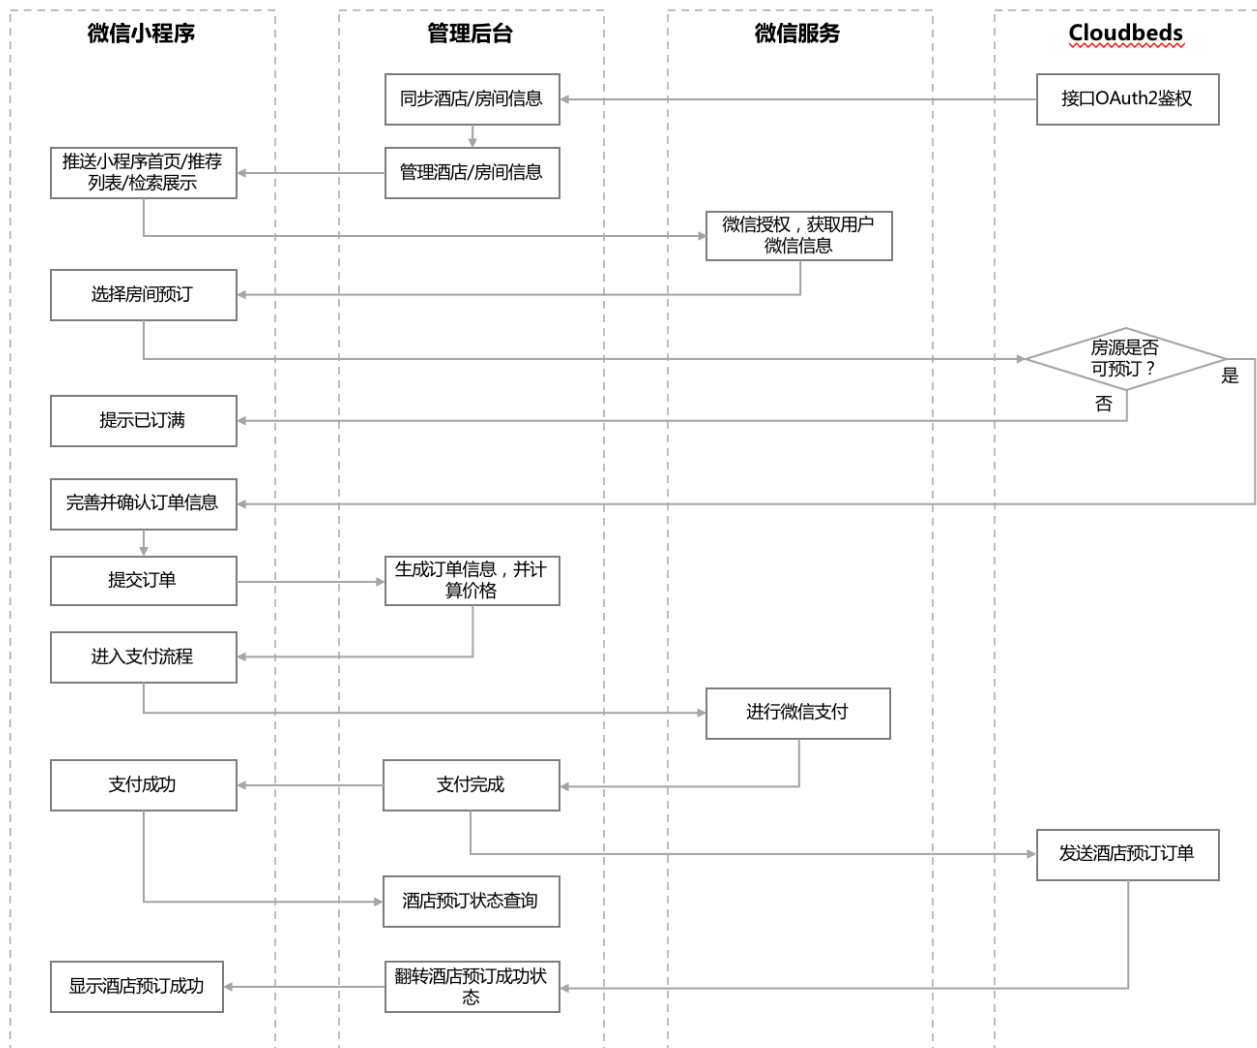 微信小程序
管理后台
微信服务
Cloudbeds
同步酒店/房间信息
接口OAuth2鉴权
推送小程序首页/推荐
列表/检索展示
管理酒店/房间信息
微信授权，获取用户
微信信息
选择房间预订
房源是否
可预订？
是
否
提示已订满
完善并确认订单信息
提交订单
生成订单信息，并计
算价格
进入支付流程
进行微信支付
支付成功
支付完成
发送酒店预订订单
酒店预订状态查询
显示酒店预订成功
翻转酒店预订成功状
态